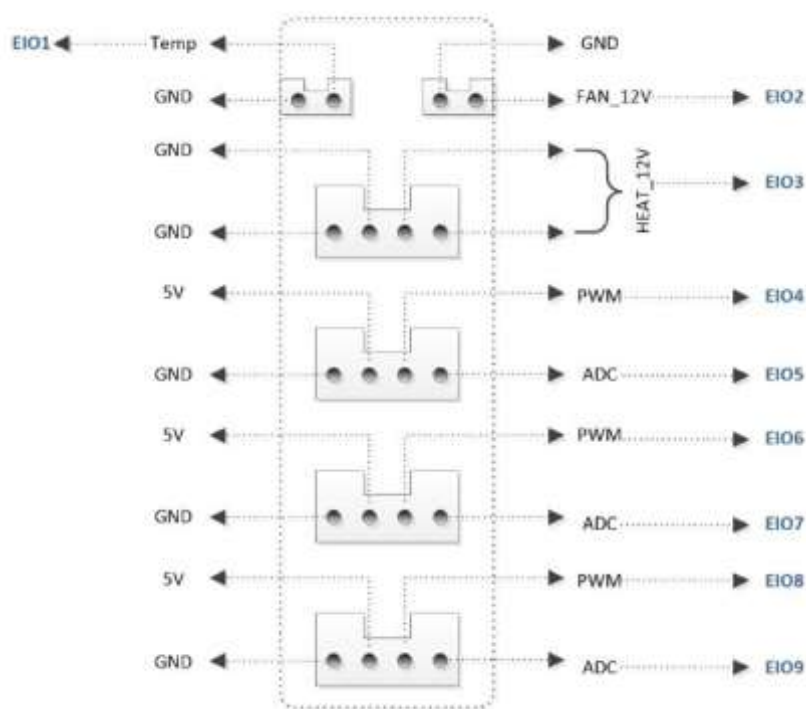 EIO1 Temp GND
GND FAN_12V EIO2
GND
HEAT_12V EIO3
GND
5V PWM EIO4
GND ADC EIO5
5V PWM EIO6
GND ADC EIO7
5V PWM EIO8
GND ADC EIO9